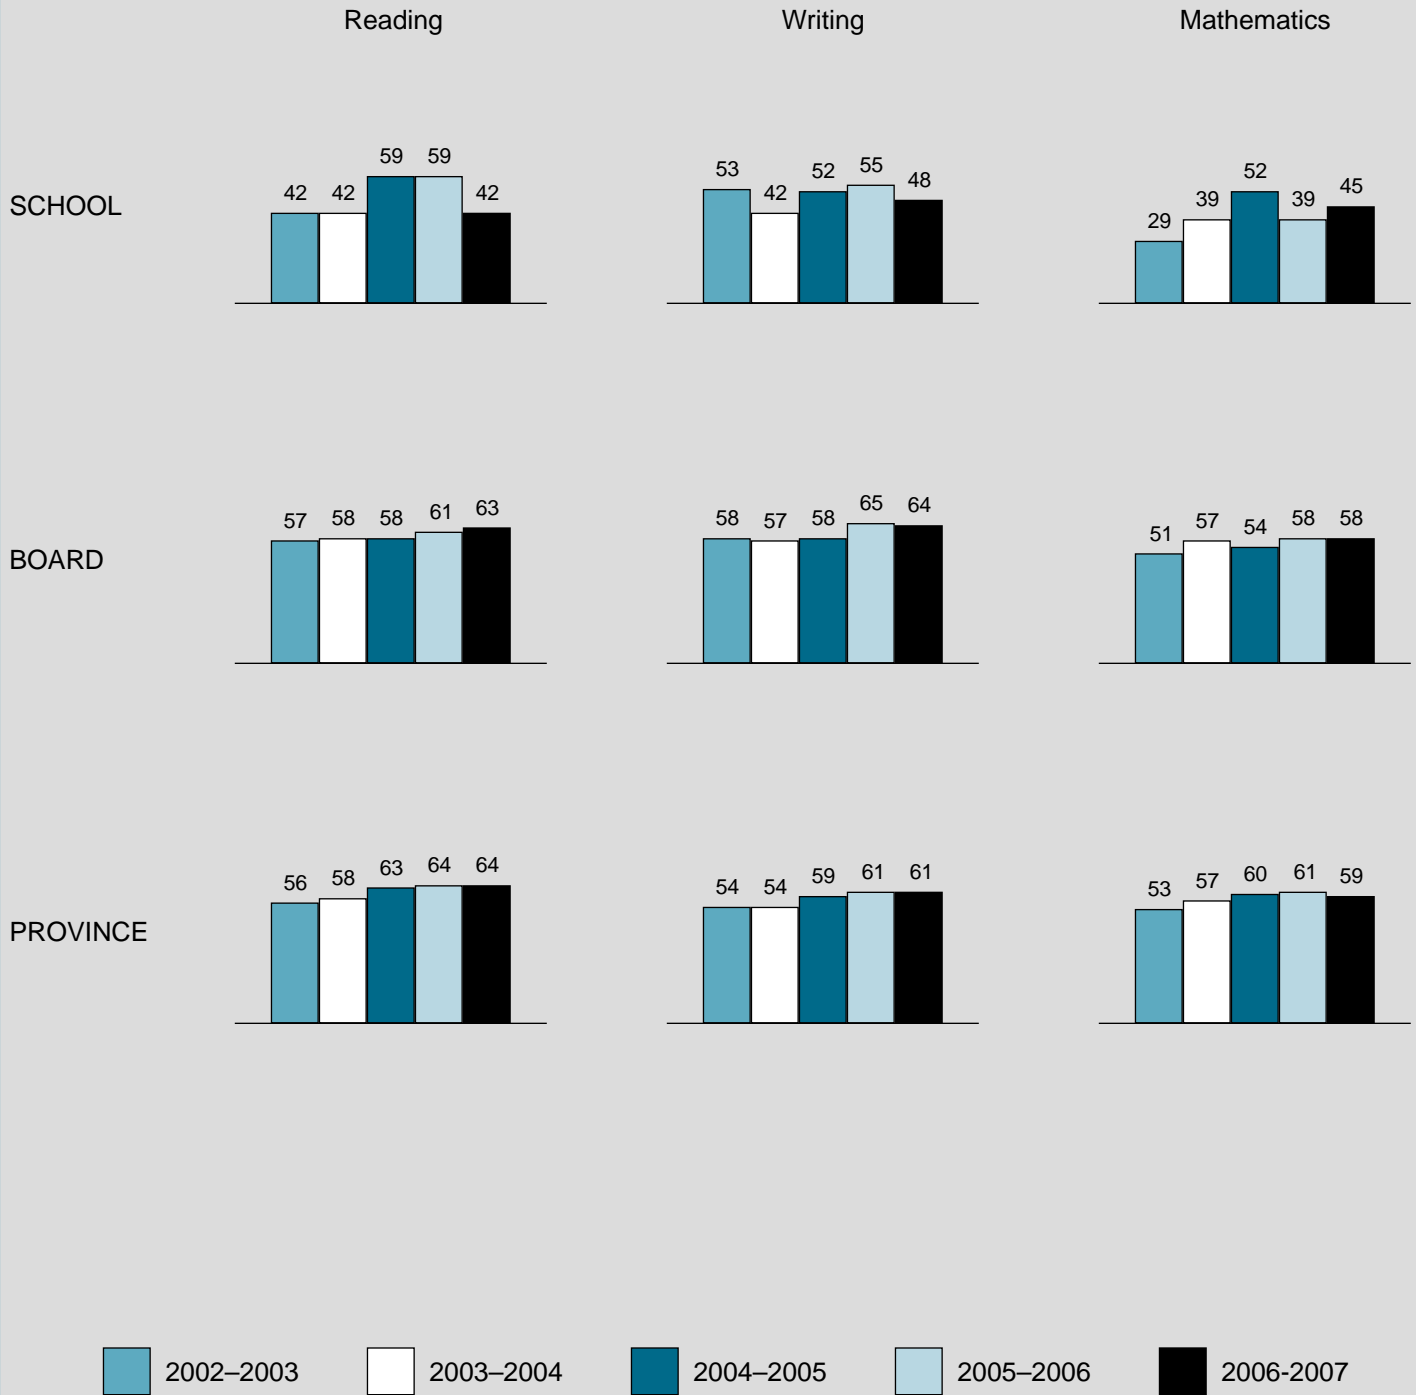 Reading Writing Mathematics
SCHOOL
42 42 59 59 42
53 42 52 55 48
29 39 52 39 45
BOARD
57 58 58 61 63
58 57 58 65 64
51 57 54 58 58
PROVINCE
56 58 63 64 64
54 54 59 61 61
53 57 60 61 59
2002–2003 2003–2004 2004–2005 2005–2006 2006-2007